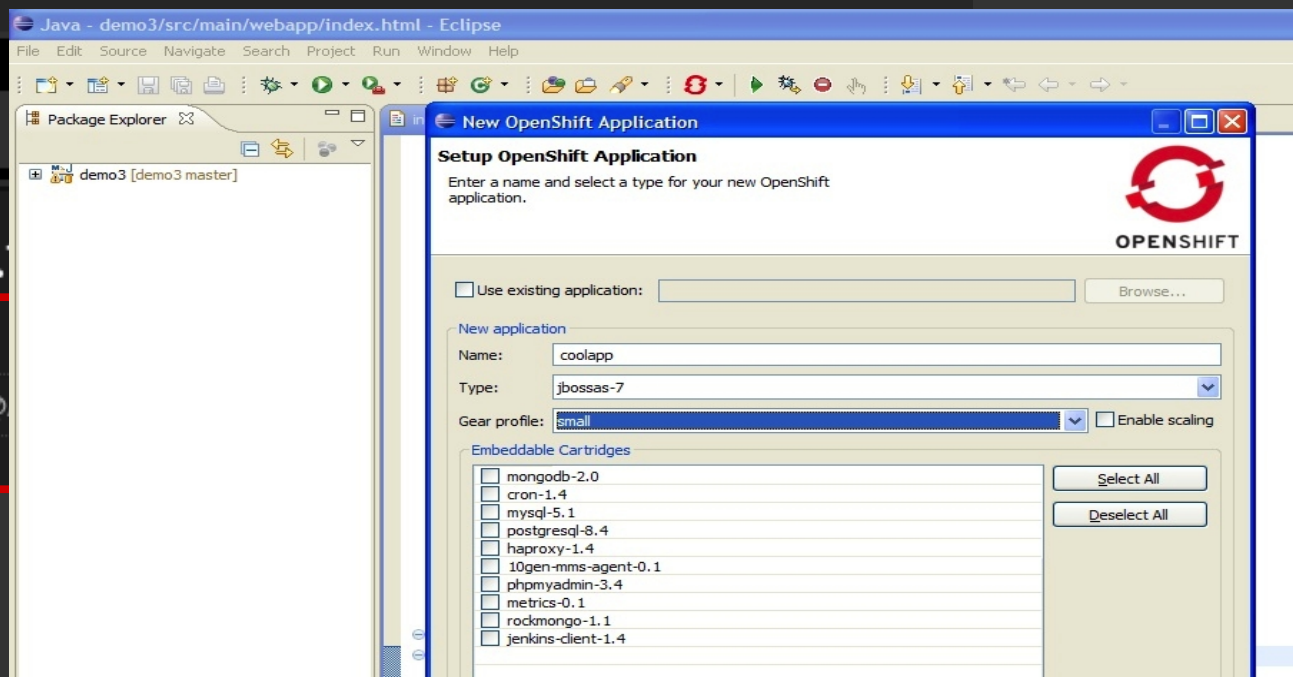 Java - demo3/src/main/webapp/index.html - Eclipse
File Edit Source Navigate Search Project Run Window Help
Package Explorer
in
demo3 [demo3 master]
New OpenShift Application
Setup OpenShift Application
Enter a name and select a type for your new OpenShift
application.
OPENSHIFT
Use existing application:
Browse...
New application
Name: coolapp
Type: jbossas-7
Gear profile: small
Enable scaling
Embeddable Cartridges
mongodb-2.0
cron-1.4
mysql-5.1
postgresql-8.4
haproxy-1.4
10gen-mms-agent-0.1
phpmyadmin-3.4
metrics-0.1
rockmongo-1.1
jenkins-client-1.4
Select All
Deselect All